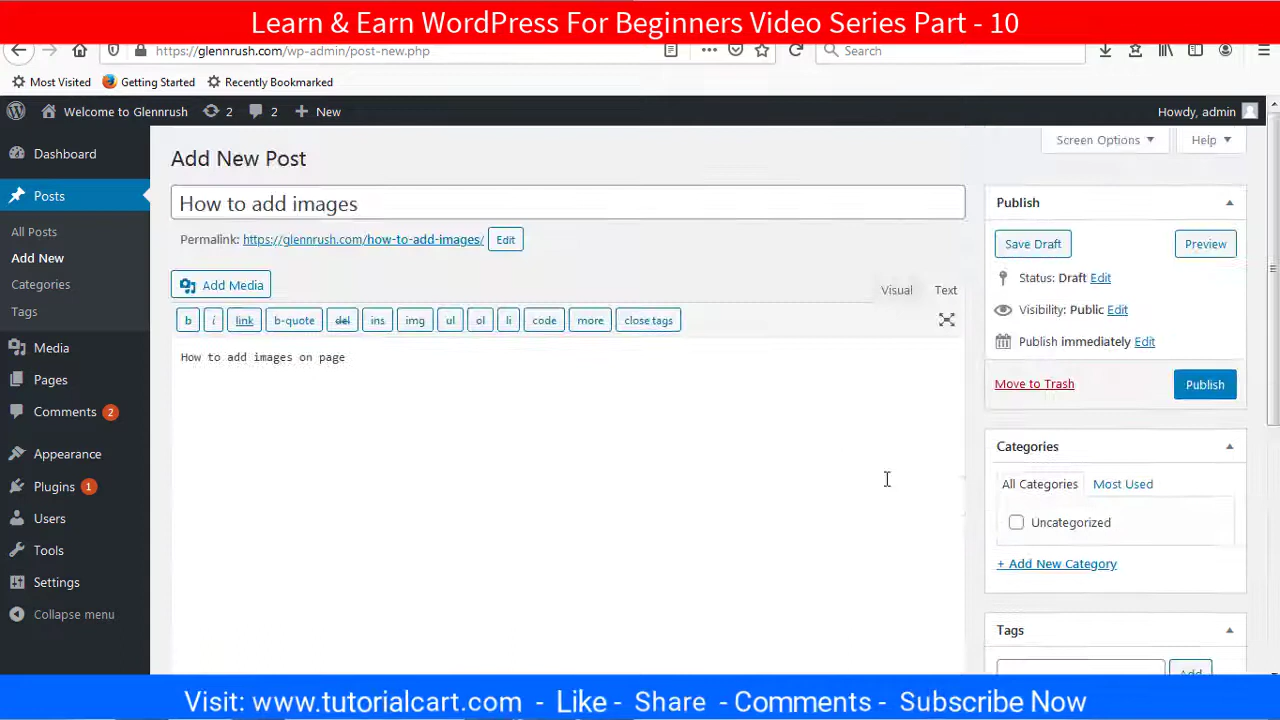 Learn & Earn WordPress For Beginners Video Series Part - 10
https://glennrush.com/wp-admin/post-new.php
Search
Most Visited Getting Started Recently Bookmarked
Welcome to Glennrush 2 2 New Howdy, admin
Screen Options Help
Dashboard
Posts
All Posts
Add New
Categories
Tags
Media
Pages
Comments 2
Appearance
Plugins 1
Users
Tools
Settings
Collapse menu
Add New Post
How to add images
Permalink: https://glennrush.com/how-to-add-images/ Edit
Add Media
Visual Text
b i link b-quote del ins img ul ol li code more close tags
How to add images on page
Publish
Save Draft Preview
Status: Draft Edit
Visibility: Public Edit
Publish immediately Edit
Move to Trash Publish
Categories
All Categories Most Used
Uncategorized
+ Add New Category
Tags
Add
Visit: www.tutorialcart.com - Like - Share - Comments - Subscribe Now